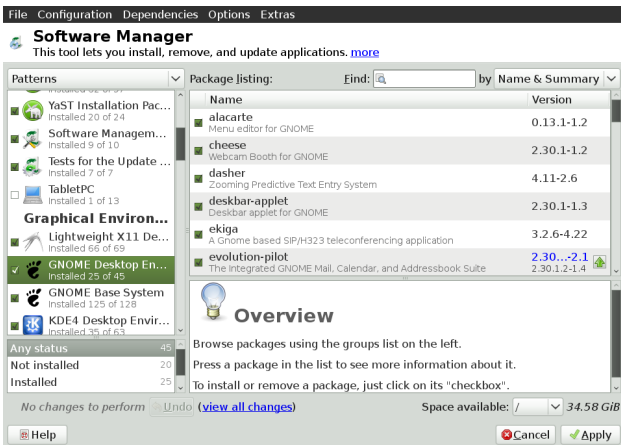 File Configuration Dependencies Options Extras
Software Manager
This tool lets you install, remove, and update applications. more
Patterns
Package listing:
Find:
by Name & Summary
Installed 62 of 97
YaST Installation Pac...
Installed 20 of 24
Software Managem...
Installed 9 of 10
Tests for the Update ...
Installed 7 of 7
TabletPC
Installed 1 of 13
Graphical Environ...
Lightweight X11 De...
Installed 66 of 69
GNOME Desktop En...
Installed 25 of 45
GNOME Base System
Installed 125 of 128
KDE4 Desktop Envir...
Installed 35 of 63
Any status 45
Not installed 20
Installed 25
Name Version
alacarte 0.13.1-1.2
Menu editor for GNOME
cheese 2.30.1-1.2
Webcam Booth for GNOME
dasher 4.11-2.6
Zooming Predictive Text Entry System
deskbar-applet 2.30.1-1.3
Deskbar applet for GNOME
ekiga 3.2.6-4.22
A Gnome based SIP/H323 teleconferencing application
evolution-pilot 2.30...-2.1
The Integrated GNOME Mail, Calendar, and Addressbook Suite 2.30.1.2-1.4
Overview
Browse packages using the groups list on the left.
Press a package in the list to see more information about it.
To install or remove a package, just click on its "checkbox".
No changes to perform Undo (view all changes) Space available: / 34.58 GiB
Help Cancel Apply